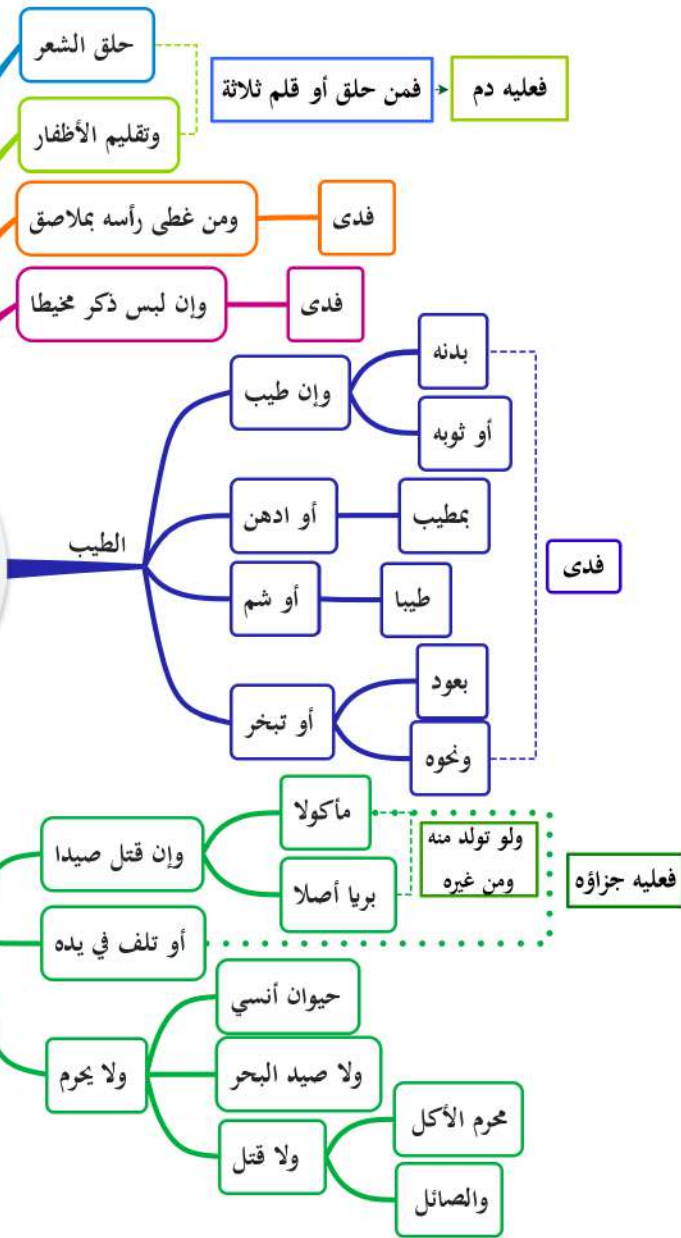 حلق الشعر
وتقليم الأظفار
فمن حلق أو قلم ثلاثة
فعليه دم
ومن غطى رأسه بملاصق
فدى
وإن لبس ذكر مخيطا
فدى
الطيب
وإن طيب
بدنه
أو ثوبه
أو ادهن
بمطيب
أو شم
طيبا
أو تبخر
بعود
ونحوه
فدى
وإن قتل صيدا
مأكولا
بريا أصلا
ولو تولد منه
ومن غيره
أو تلف في يده
فعليه جزاؤه
ولا يحرم
حيوان أنسي
ولا صيد البحر
ولا قتل
محرم الأكل
والصائل